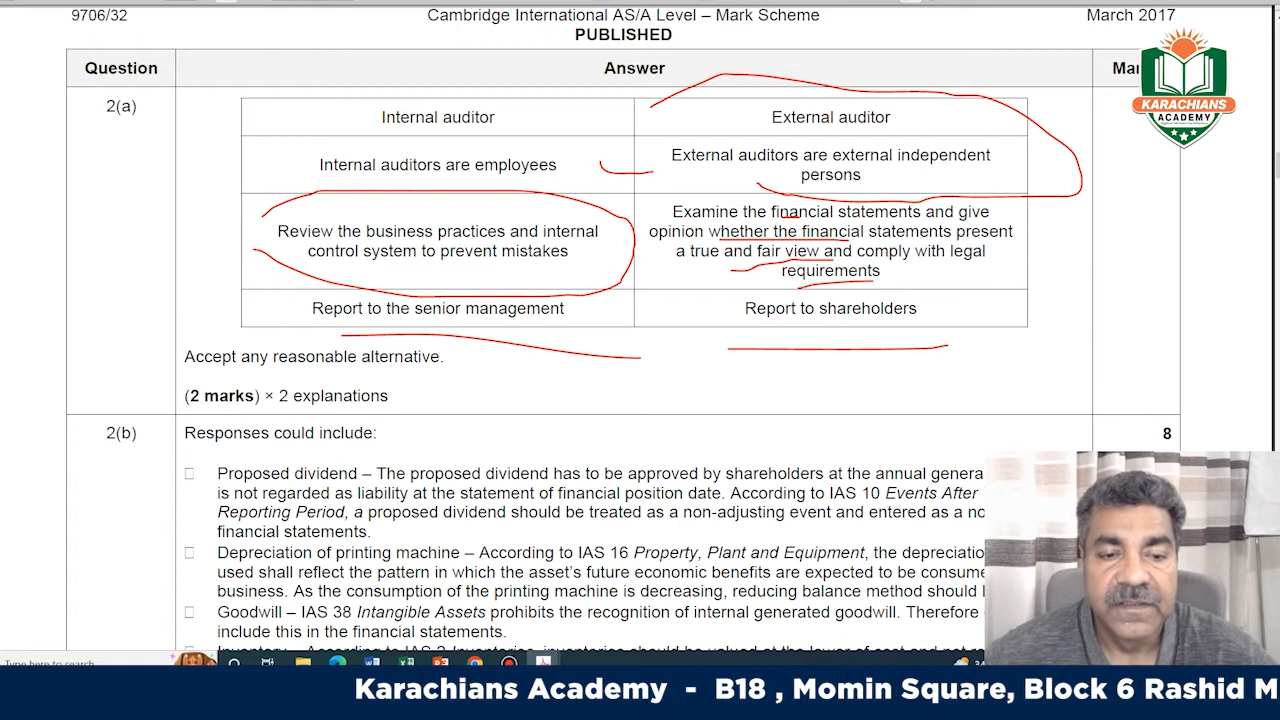 9706/32
Cambridge International AS/A Level – Mark Scheme
PUBLISHED
March 2017
Question
Answer
KARACHIANS
ACADEMY
2(a)
Internal auditor
External auditor
Internal auditors are employees
External auditors are external independent
persons
Review the business practices and internal
control system to prevent mistakes
Examine the financial statements and give
opinion whether the financial statements present
a true and fair view and comply with legal
requirements
Report to the senior management
Report to shareholders
Accept any reasonable alternative.
(2 marks) × 2 explanations
2(b)
Responses could include:
8
Proposed dividend – The proposed dividend has to be approved by shareholders at the annual
is not regarded as liability at the statement of financial position date. According to IAS 10 Events After
Reporting Period, a proposed dividend should be treated as a non-adjusting event and entered as a
financial statements.
Depreciation of printing machine – According to IAS 16 Property, Plant and Equipment, the
used shall reflect the pattern in which the asset's future economic benefits are expected to be
business. As the consumption of the printing machine is decreasing, reducing balance method should
Goodwill – IAS 38 Intangible Assets prohibits the recognition of internal generated goodwill. Therefore
include this in the financial statements.
Karachians Academy - B18 , Momin Square, Block 6 Rashid M